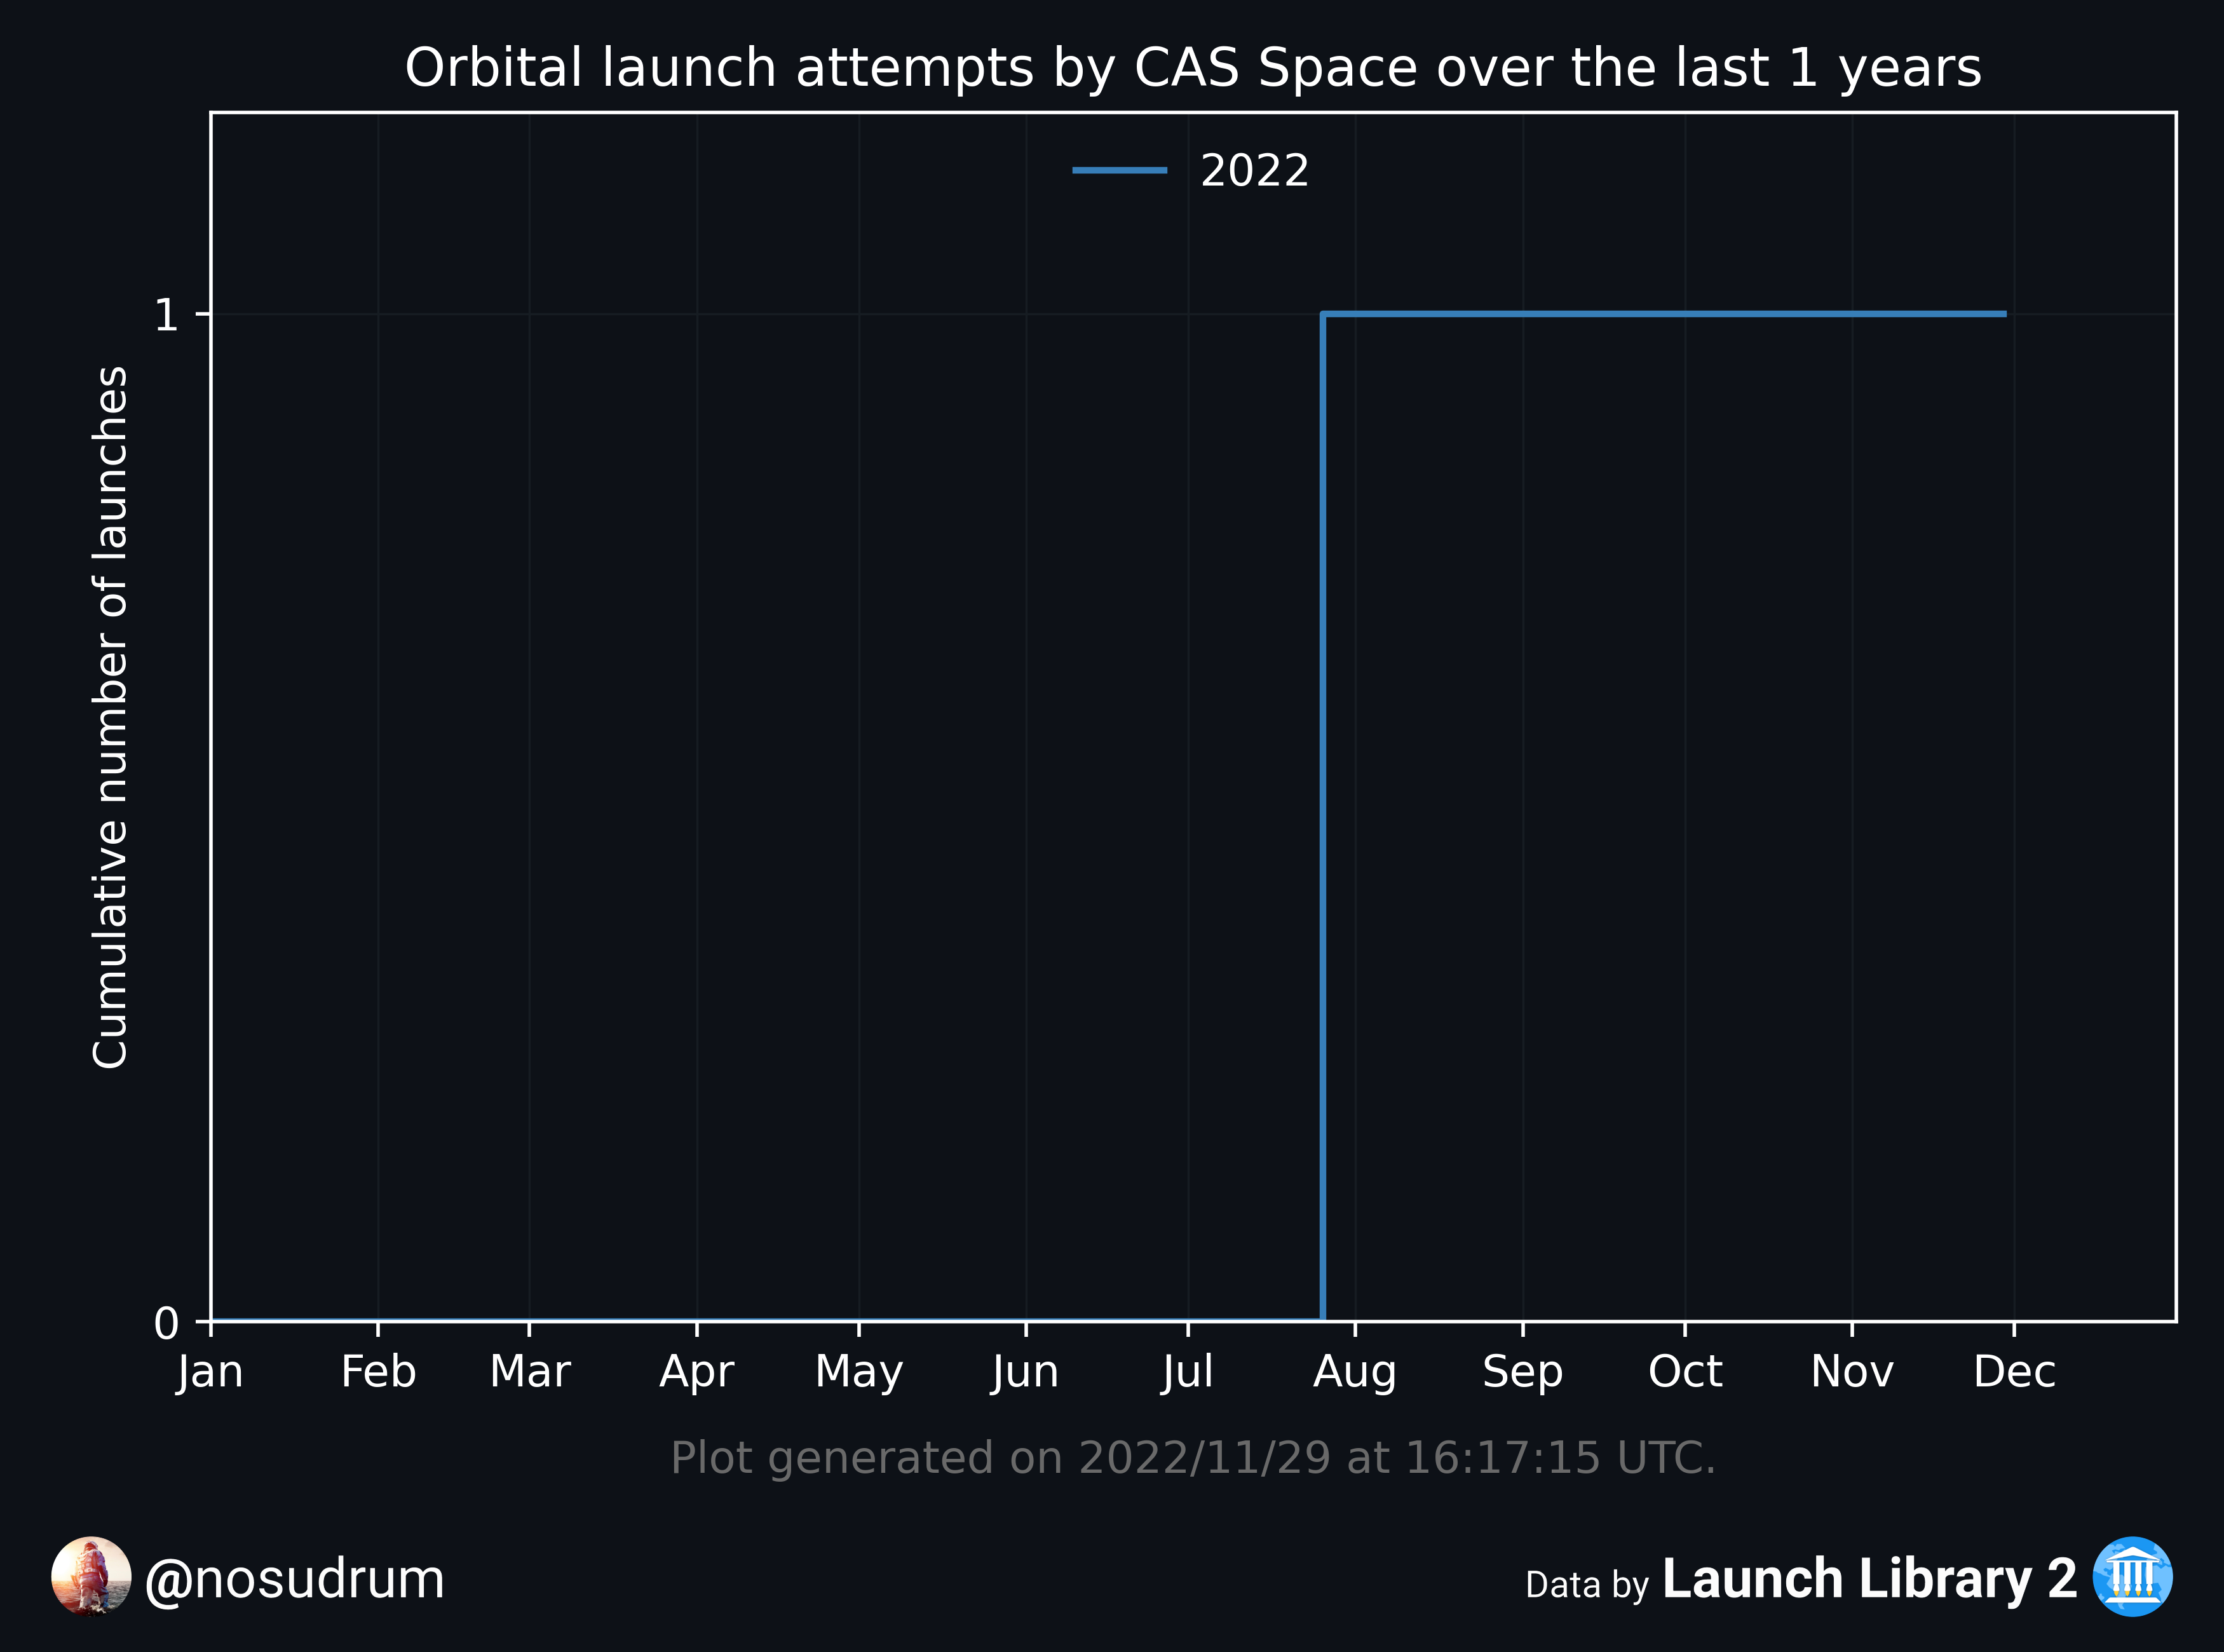 Orbital launch attempts by CAS Space over the last 1 years
2022
1
Cumulative number of launches
0
Jan Feb Mar Apr May Jun Jul Aug Sep Oct Nov Dec
Plot generated on 2022/11/29 at 16:17:15 UTC.
@nosudrum
Data by Launch Library 2